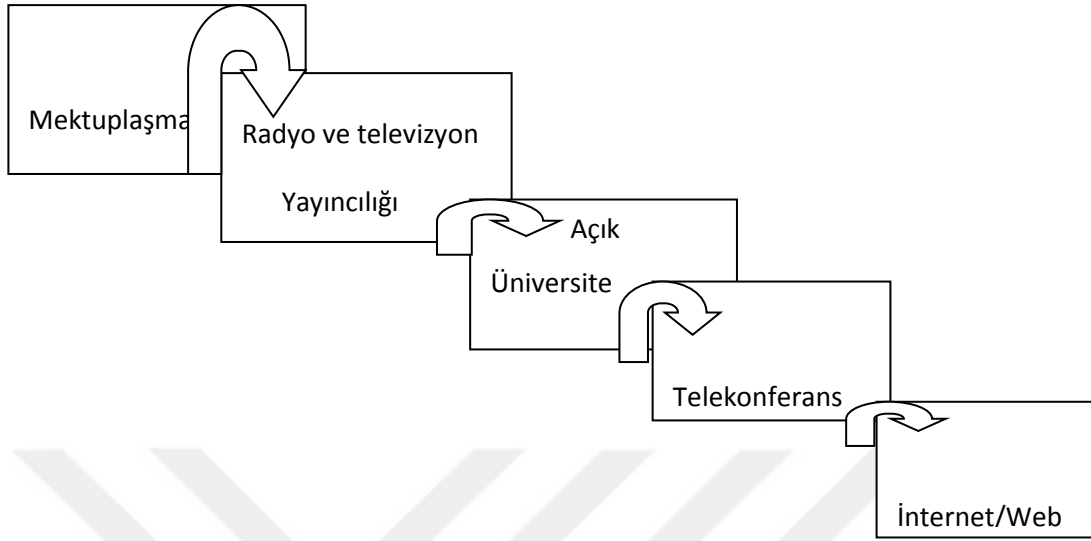 Mektuplaşma
Radyo ve televizyon
Yayıncılığı
Açık
Üniversite
Telekonferans
İnternet/Web